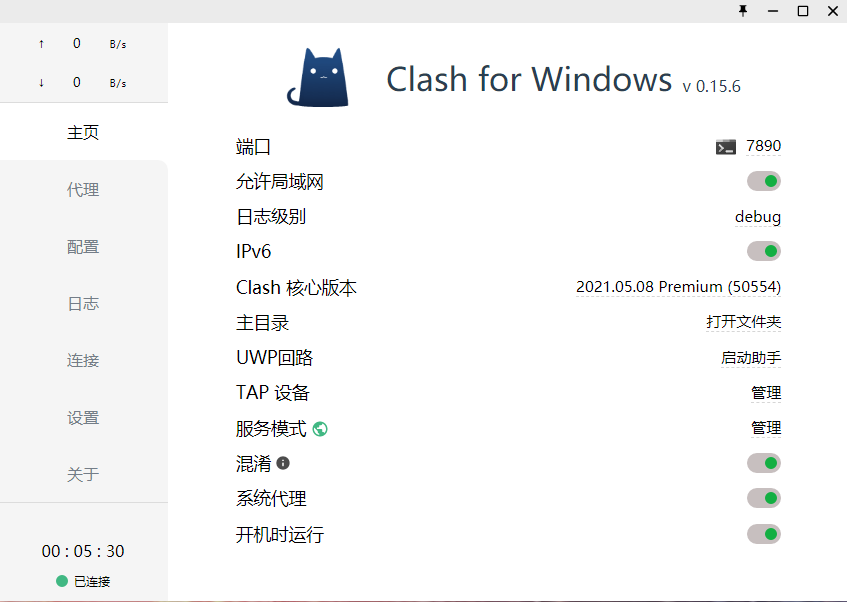 ↑ 0 B/s
↓ 0 B/s
主页
代理
配置
日志
连接
设置
关于
00 : 05 : 30
已连接
Clash for Windows v 0.15.6
端口 7890
允许局域网
日志级别 debug
IPv6
Clash 核心版本 2021.05.08 Premium (50554)
主目录 打开文件夹
UWP回路 启动助手
TAP 设备 管理
服务模式 管理
混淆
系统代理
开机时运行